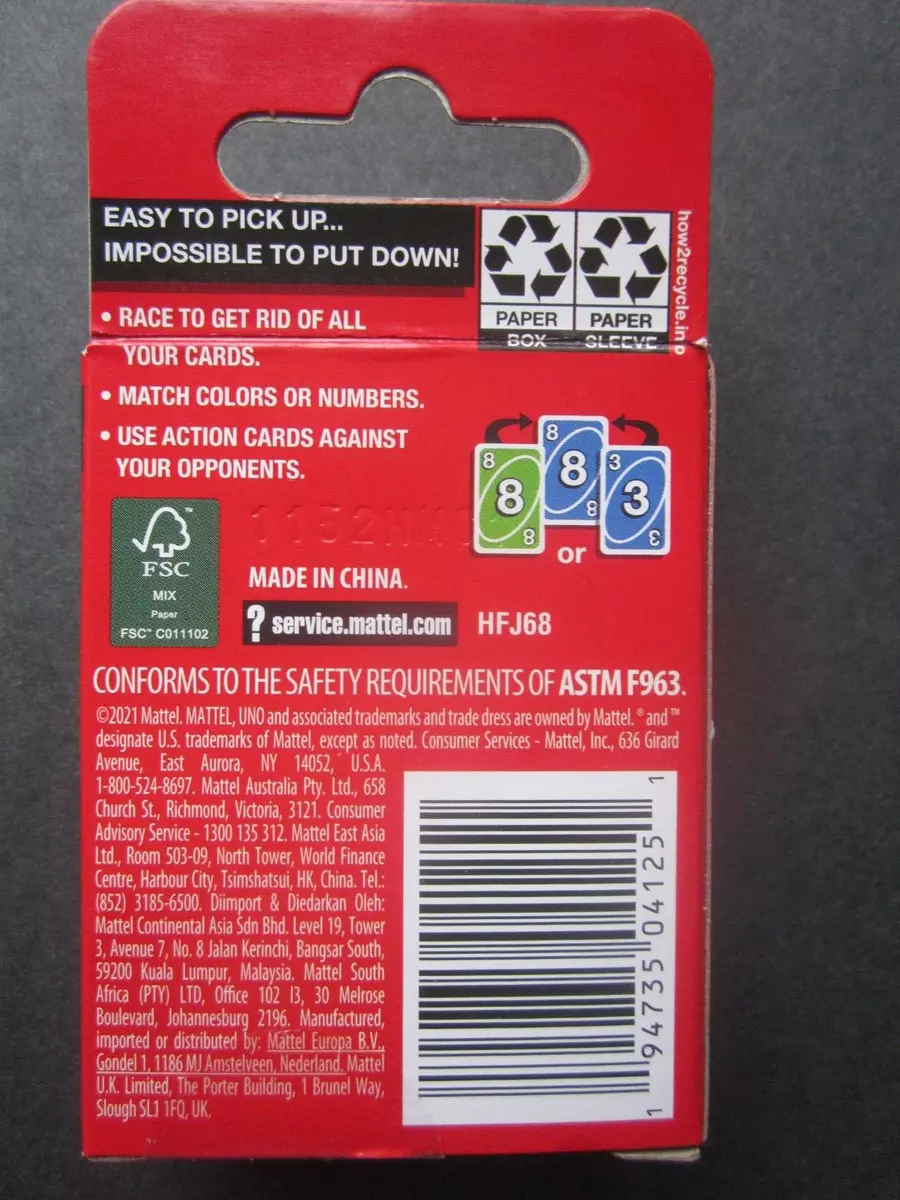 EASY TO PICK UP...
IMPOSSIBLE TO PUT DOWN!
PAPER
BOX
PAPER
SLEEVE
how2recycle.info
• RACE TO GET RID OF ALL
YOUR CARDS.
• MATCH COLORS OR NUMBERS.
• USE ACTION CARDS AGAINST
YOUR OPPONENTS.
8
8
8
8
8
8
3
3
3
or
FSC™
MIX
Paper
FSC™ C011102
MADE IN CHINA.
? service.mattel.com
HFJ68
CONFORMS TO THE SAFETY REQUIREMENTS OF ASTM F963.
©2021 Mattel. MATTEL, UNO and associated trademarks and trade dress are owned by Mattel. ® and ™
designate U.S. trademarks of Mattel, except as noted. Consumer Services - Mattel, Inc., 636 Girard
Avenue, East Aurora, NY 14052, U.S.A.
1-800-524-8697. Mattel Australia Pty. Ltd., 658
Church St., Richmond, Victoria, 3121. Consumer
Advisory Service - 1300 135 312. Mattel East Asia
Ltd., Room 503-09, North Tower, World Finance
Centre, Harbour City, Tsimshatsui, HK, China. Tel.:
(852) 3185-6500. Diimport & Diedarkan Oleh:
Mattel Continental Asia Sdn Bhd. Level 19, Tower
3, Avenue 7, No. 8 Jalan Kerinchi, Bangsar South,
59200 Kuala Lumpur, Malaysia. Mattel South
Africa (PTY) LTD, Office 102 I3, 30 Melrose
Boulevard, Johannesburg 2196. Manufactured,
imported or distributed by: Mattel Europa B.V.,
Gondel 1, 1186 MJ Amstelveen, Nederland. Mattel
U.K. Limited, The Porter Building, 1 Brunel Way,
Slough SL1 1FQ, UK.
1 94735 04125 1